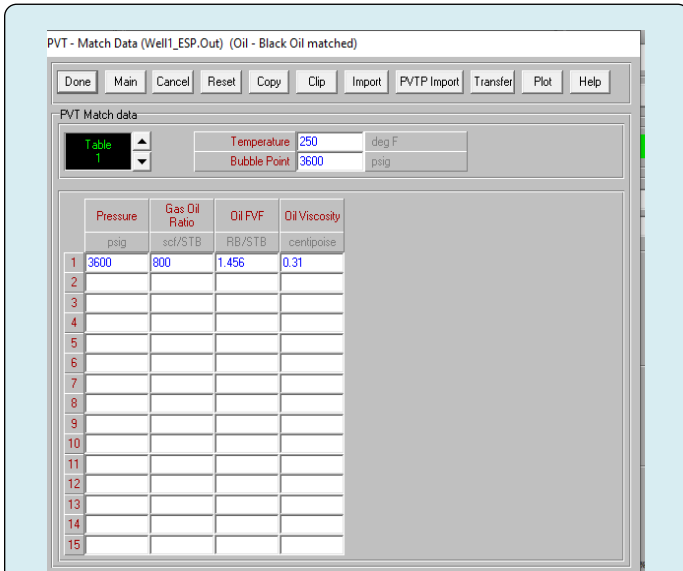 PVT - Match Data (Well1_ESP.Out) (Oil - Black Oil matched)
Done Main Cancel Reset Copy Clip Import PVTP Import Transfer Plot Help
PVT Match data
Table
1
Temperature 250 deg F
Bubble Point 3600 psig
Pressure Gas Oil Ratio Oil FVF Oil Viscosity
psig scf/STB RB/STB centipoise
1 3600 800 1.456 0.31
2
3
4
5
6
7
8
9
10
11
12
13
14
15